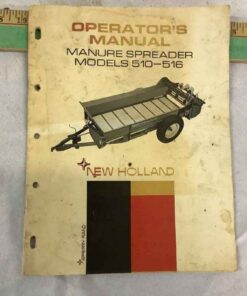 OPERATOR'S
MANUAL
MANURE SPREADER
MODELS 510-516
NEW HOLLAND